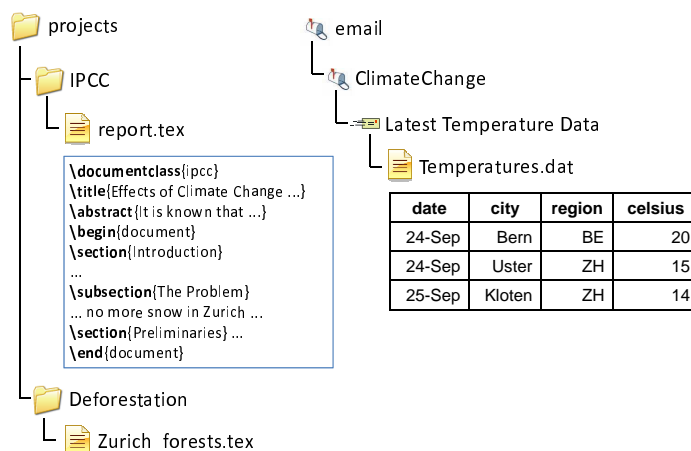 projects
IPCC
report.tex
\documentclass{ipcc}
\title{Effects of Climate Change ...}
\abstract{It is known that ...}
\begin{document}
\section{Introduction}
...
\subsection{The Problem}
... no more snow in Zurich ...
\section{Preliminaries} ...
\end{document}
Deforestation
Zurich_forests.tex
email
ClimateChange
Latest Temperature Data
Temperatures.dat
date city region celsius
24-Sep Bern BE 20
24-Sep Uster ZH 15
25-Sep Kloten ZH 14